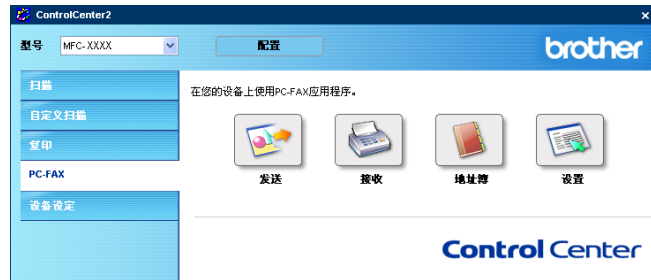 ControlCenter2
型号 MFC-XXXX 配置 brother
扫描
在您的设备上使用PC-FAX应用程序。
自定义扫描
复印
PC-FAX
发送 接收 地址簿 设置
设备设定
Control Center